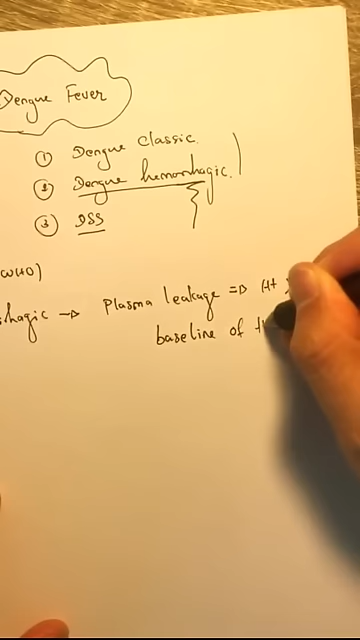 Dengue Fever
① Dengue classic.
② Dengue hemorrhagic.
③ DSS
(WHO)
hagic → Plasma leakage ⇒ Ht
baseline of